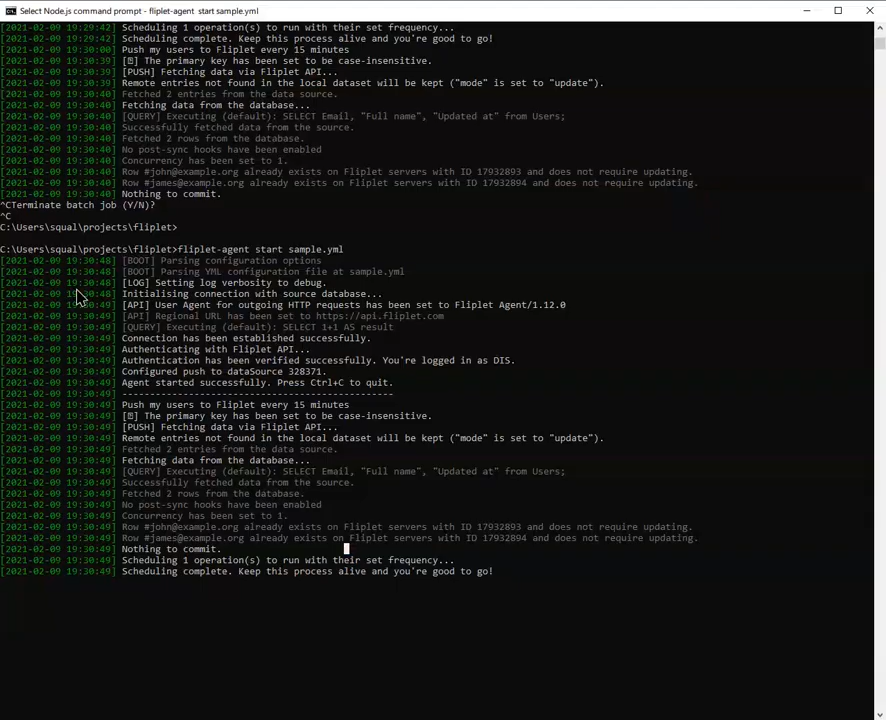 Select Node.js command prompt - fliplet-agent start sample.yml
[2021-02-09 19:29:42] Scheduling 1 operation(s) to run with their set frequency...
[2021-02-09 19:29:42] Scheduling complete. Keep this process alive and you're good to go!
[2021-02-09 19:30:00] Push my users to Fliplet every 15 minutes
[2021-02-09 19:30:39] [⍰] The primary key has been set to be case-insensitive.
[2021-02-09 19:30:39] [PUSH] Fetching data via Fliplet API...
[2021-02-09 19:30:39] Remote entries not found in the local dataset will be kept ("mode" is set to "update").
[2021-02-09 19:30:40] Fetched 2 entries from the data source.
[2021-02-09 19:30:40] Fetching data from the database...
[2021-02-09 19:30:40] [QUERY] Executing (default): SELECT Email, "Full name", "Updated at" from Users;
[2021-02-09 19:30:40] Successfully fetched data from the source.
[2021-02-09 19:30:40] Fetched 2 rows from the database.
[2021-02-09 19:30:40] No post-sync hooks have been enabled
[2021-02-09 19:30:40] Concurrency has been set to 1.
[2021-02-09 19:30:40] Row #john@example.org already exists on Fliplet servers with ID 17932893 and does not require updating.
[2021-02-09 19:30:40] Row #james@example.org already exists on Fliplet servers with ID 17932894 and does not require updating.
[2021-02-09 19:30:40] Nothing to commit.
^CTerminate batch job (Y/N)?
^C
C:\Users\squal\projects\fliplet>
C:\Users\squal\projects\fliplet>fliplet-agent start sample.yml
[2021-02-09 19:30:48] [BOOT] Parsing configuration options
[2021-02-09 19:30:48] [BOOT] Parsing YML configuration file at sample.yml
[2021-02-09 19:30:48] [LOG] Setting log verbosity to debug.
[2021-02-09 19:30:48] Initialising connection with source database...
[2021-02-09 19:30:49] [API] User Agent for outgoing HTTP requests has been set to Fliplet Agent/1.12.0
[2021-02-09 19:30:49] [API] Regional URL has been set to https://api.fliplet.com
[2021-02-09 19:30:49] [QUERY] Executing (default): SELECT 1+1 AS result
[2021-02-09 19:30:49] Connection has been established successfully.
[2021-02-09 19:30:49] Authenticating with Fliplet API...
[2021-02-09 19:30:49] Authentication has been verified successfully. You're logged in as DIS.
[2021-02-09 19:30:49] Configured push to dataSource 328371.
[2021-02-09 19:30:49] Agent started successfully. Press Ctrl+C to quit.
[2021-02-09 19:30:49] -------------------------------------------------
[2021-02-09 19:30:49] Push my users to Fliplet every 15 minutes
[2021-02-09 19:30:49] [⍰] The primary key has been set to be case-insensitive.
[2021-02-09 19:30:49] [PUSH] Fetching data via Fliplet API...
[2021-02-09 19:30:49] Remote entries not found in the local dataset will be kept ("mode" is set to "update").
[2021-02-09 19:30:49] Fetched 2 entries from the data source.
[2021-02-09 19:30:49] Fetching data from the database...
[2021-02-09 19:30:49] [QUERY] Executing (default): SELECT Email, "Full name", "Updated at" from Users;
[2021-02-09 19:30:49] Successfully fetched data from the source.
[2021-02-09 19:30:49] Fetched 2 rows from the database.
[2021-02-09 19:30:49] No post-sync hooks have been enabled
[2021-02-09 19:30:49] Concurrency has been set to 1.
[2021-02-09 19:30:49] Row #john@example.org already exists on Fliplet servers with ID 17932893 and does not require updating.
[2021-02-09 19:30:49] Row #james@example.org already exists on Fliplet servers with ID 17932894 and does not require updating.
[2021-02-09 19:30:49] Nothing to commit.
[2021-02-09 19:30:49] Scheduling 1 operation(s) to run with their set frequency...
[2021-02-09 19:30:49] Scheduling complete. Keep this process alive and you're good to go!